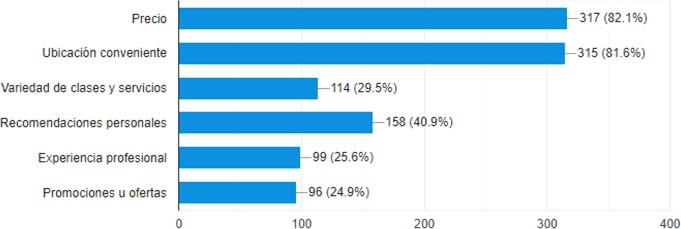 Precio
317 (82.1%)
Ubicación conveniente
315 (81.6%)
Variedad de clases y servicios
114 (29.5%)
Recomendaciones personales
158 (40.9%)
Experiencia profesional
99 (25.6%)
Promociones u ofertas
96 (24.9%)
0 100 200 300 400